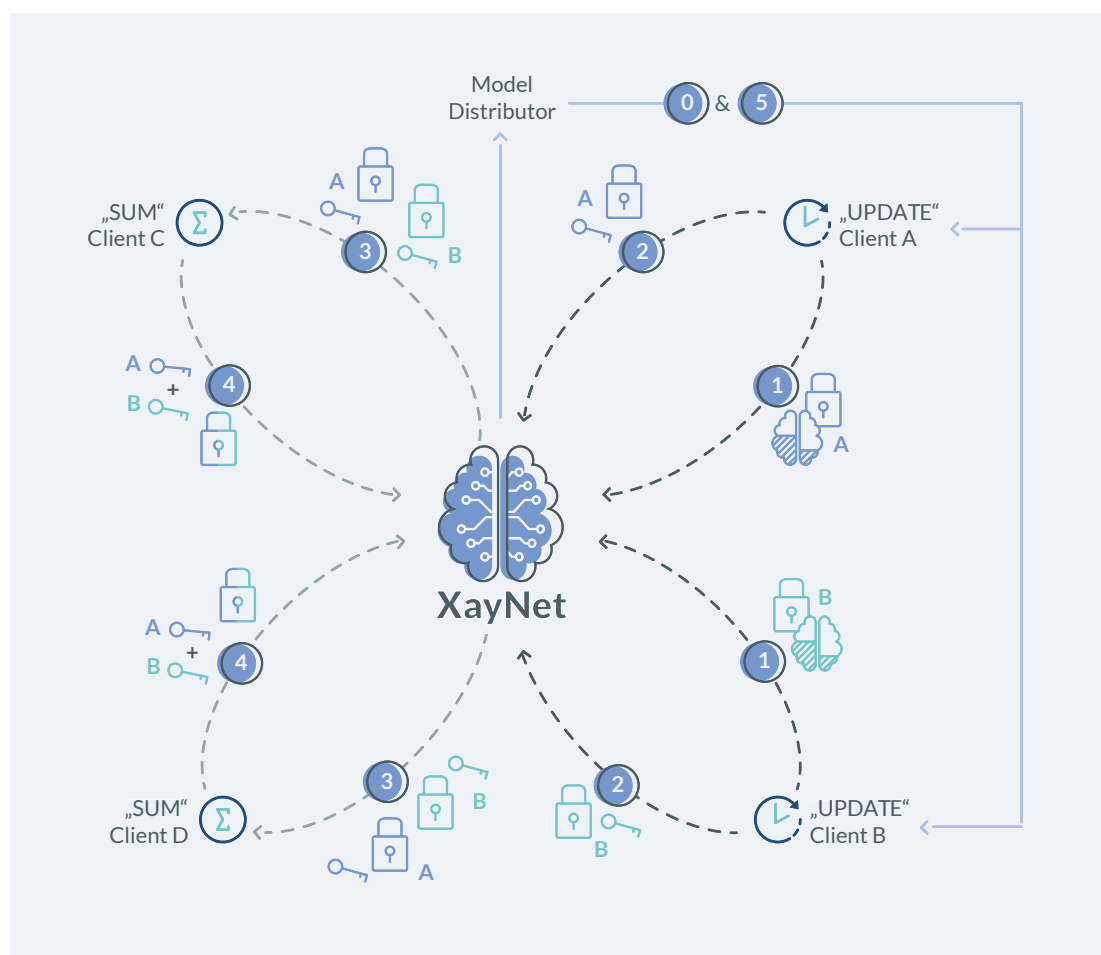 Model
Distributor
0 & 5
A
3
B
„SUM“
Client C
Σ
A
2
„UPDATE“
Client A
A
+
B
4
1
A
XayNet
A
+
B
4
B
1
3
B
A
2
B
„SUM“
Client D
Σ
„UPDATE“
Client B